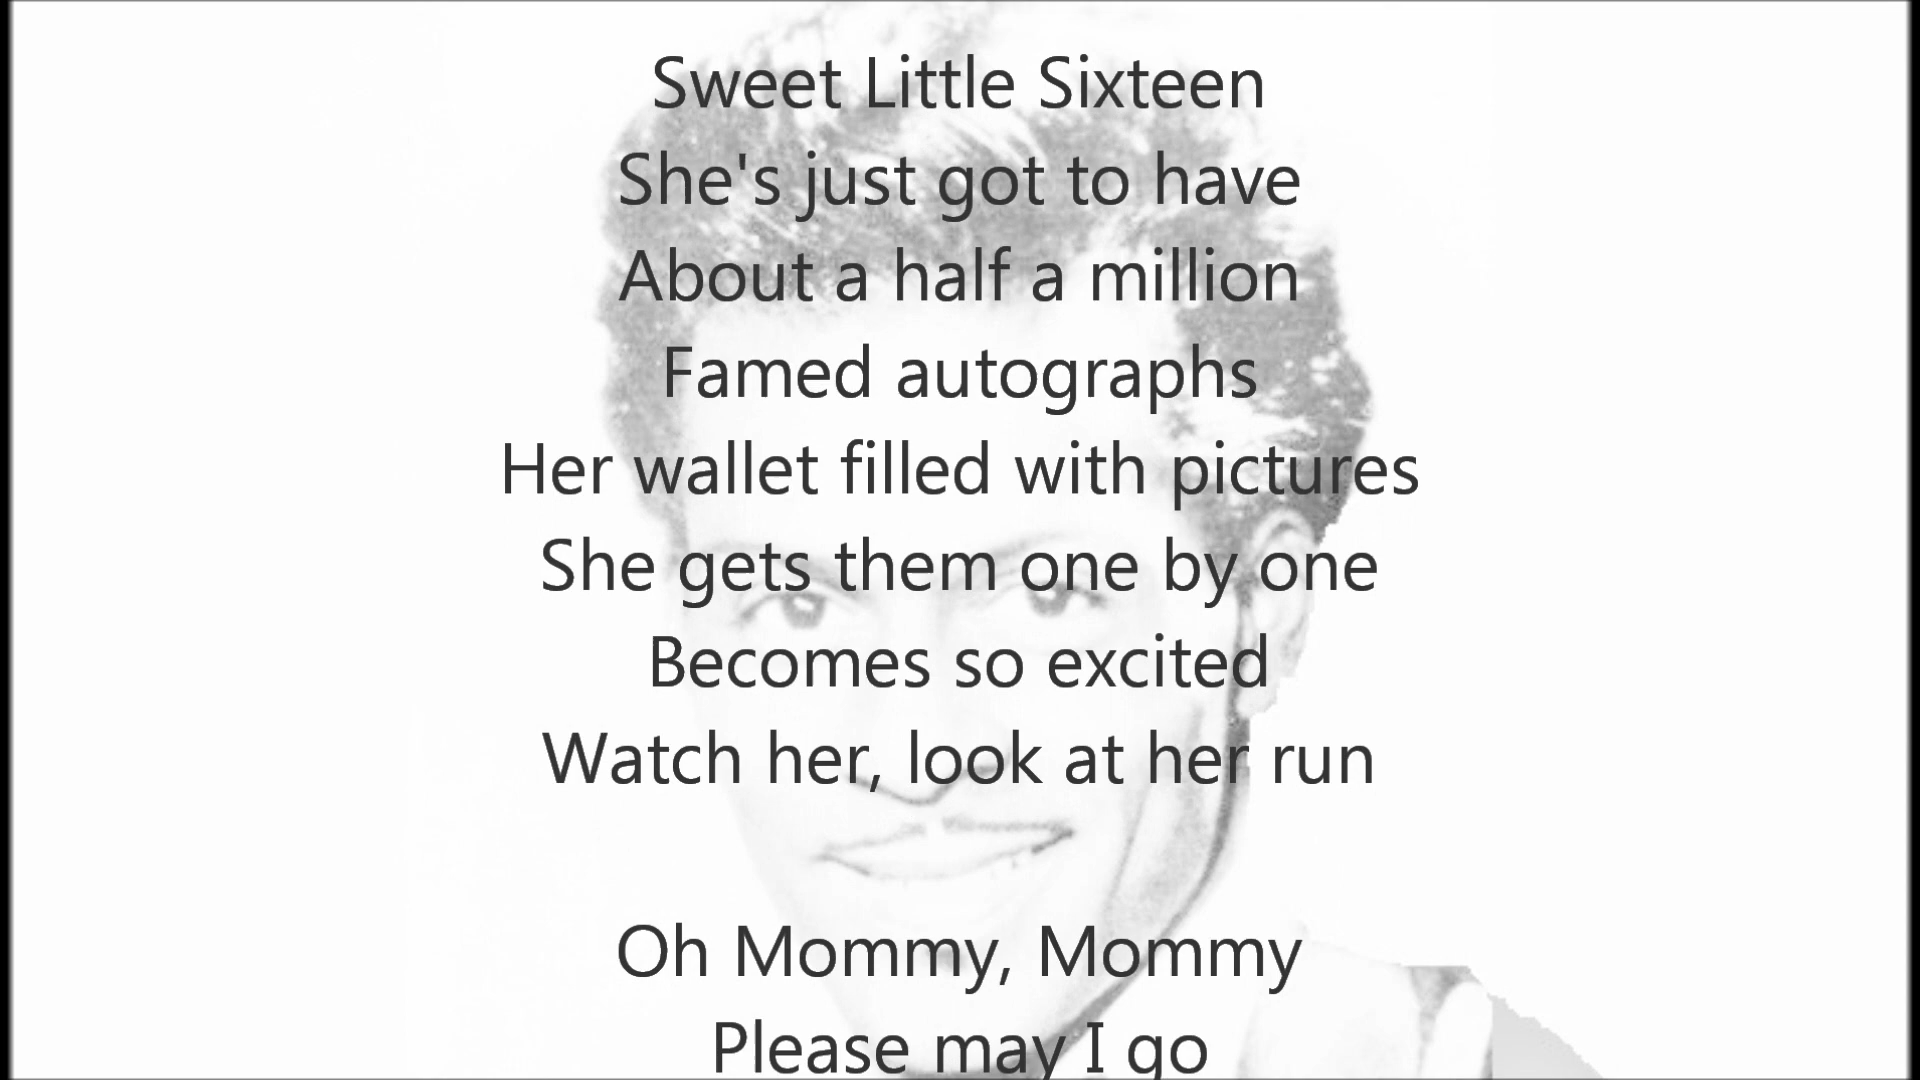 Sweet Little Sixteen
She's just got to have
About a half a million
Famed autographs
Her wallet filled with pictures
She gets them one by one
Becomes so excited
Watch her, look at her run
Oh Mommy, Mommy
Please may I go